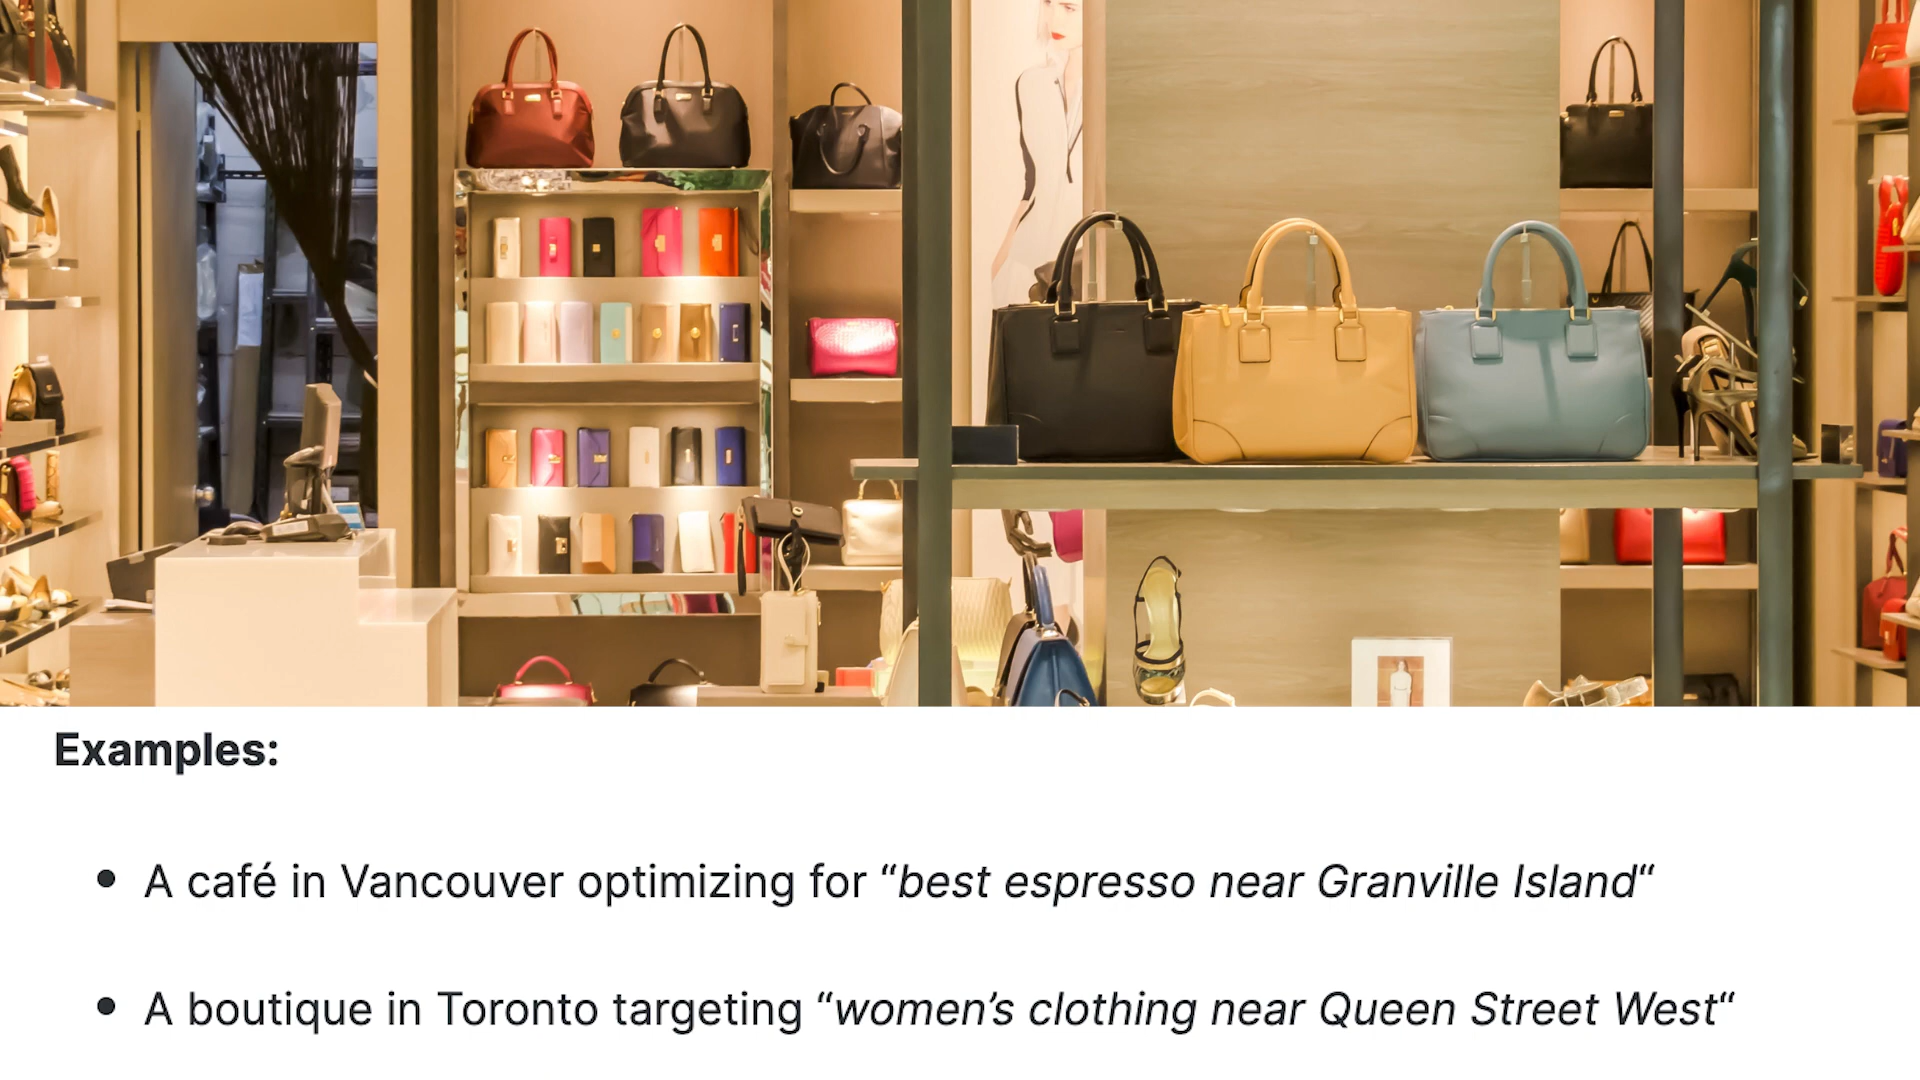 Examples:
A café in Vancouver optimizing for “best espresso near Granville Island“
A boutique in Toronto targeting “women’s clothing near Queen Street West“